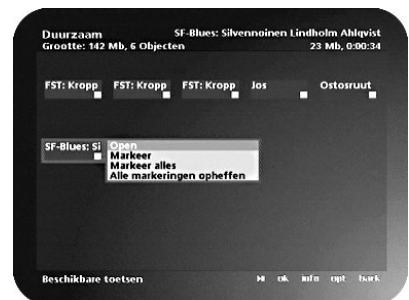 Duurzaam SF-Blues: Silvennoinen Lindholm Ahlqvist
Grootte: 142 Mb, 6 Objecten 23 Mb, 0:00:34
FST: Kropp FST: Kropp FST: Kropp Jos Ostosruut
SF-Blues: Si Open
Markeer
Markeer alles
Alle markeringen opheffen
Beschikbare toetsen ok info opt back